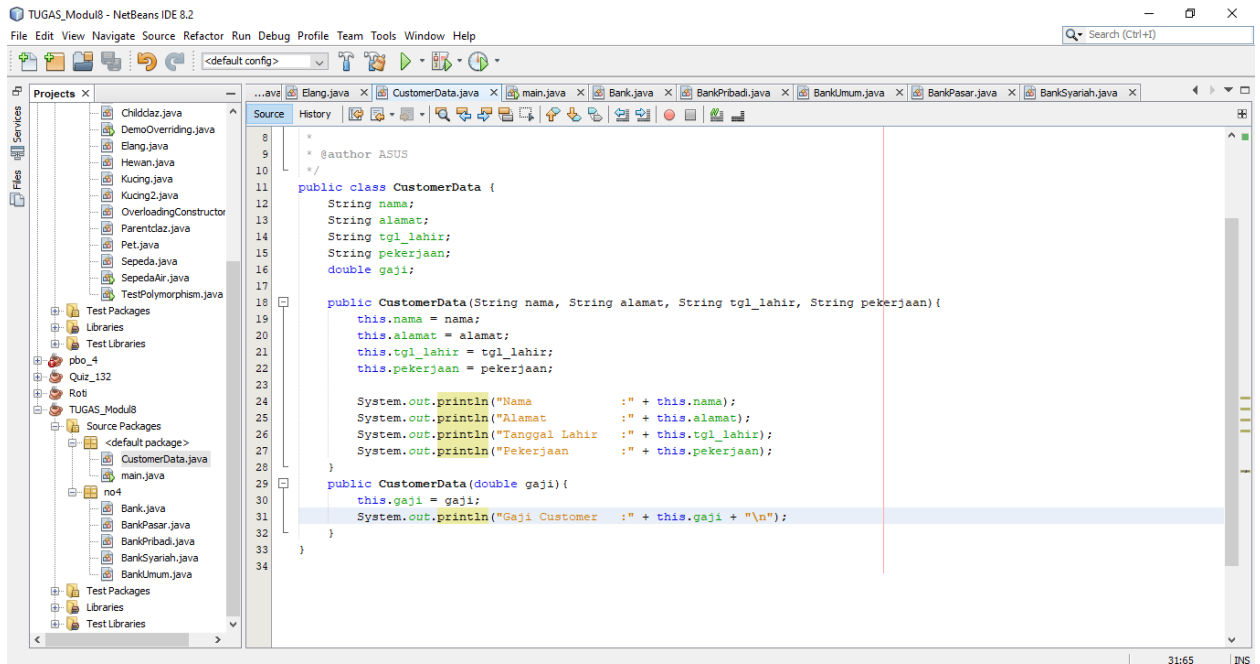 TUGAS_Modul8 - NetBeans IDE 8.2
File Edit View Navigate Source Refactor Run Debug Profile Team Tools Window Help
Search (Ctrl+I)
<default config>
Projects
...ava Elang.java CustomerData.java main.java Bank.java BankPribadi.java BankUmum.java BankPasar.java BankSyariah.java
Services
Files
Childclaz.java
DemoOverriding.java
Elang.java
Hewan.java
Kucing.java
Kucing2.java
OverloadingConstructor
Parentclaz.java
Pet.java
Sepeda.java
SepedaAir.java
TestPolymorphism.java
Test Packages
Libraries
Test Libraries
pbo_4
Quiz_132
Roti
TUGAS_Modul8
Source Packages
<default package>
CustomerData.java
main.java
no4
Bank.java
BankPasar.java
BankPribadi.java
BankSyariah.java
BankUmum.java
Test Packages
Libraries
Test Libraries
Source History
8 *
9 * @author ASUS
10 */
11 public class CustomerData {
12 String nama;
13 String alamat;
14 String tgl_lahir;
15 String pekerjaan;
16 double gaji;
17
18 public CustomerData(String nama, String alamat, String tgl_lahir, String pekerjaan){
19 this.nama = nama;
20 this.alamat = alamat;
21 this.tgl_lahir = tgl_lahir;
22 this.pekerjaan = pekerjaan;
23
24 System.out.println("Nama :" + this.nama);
25 System.out.println("Alamat :" + this.alamat);
26 System.out.println("Tanggal Lahir :" + this.tgl_lahir);
27 System.out.println("Pekerjaan :" + this.pekerjaan);
28 }
29 public CustomerData(double gaji){
30 this.gaji = gaji;
31 System.out.println("Gaji Customer :" + this.gaji + "\n");
32 }
33 }
34
31:65 INS